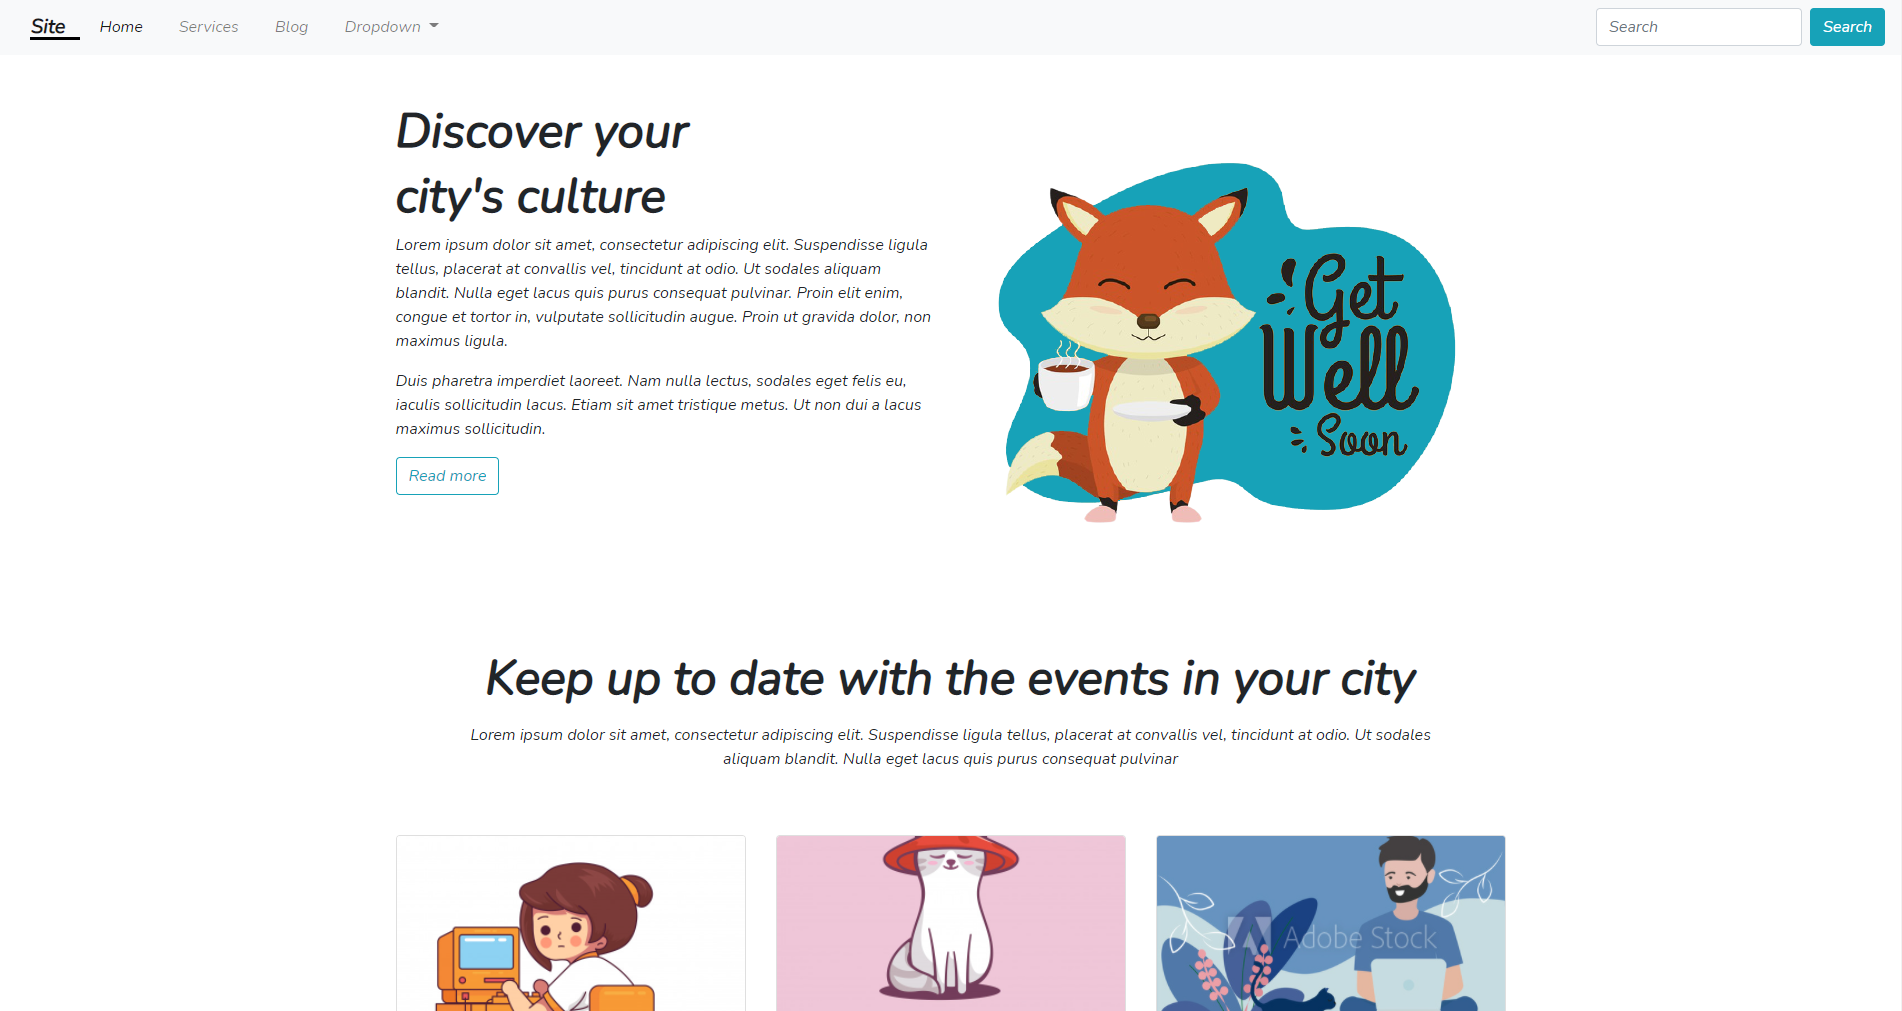 Site Home Services Blog Dropdown Search Search
Discover your
city's culture
Lorem ipsum dolor sit amet, consectetur adipiscing elit. Suspendisse ligula
tellus, placerat at convallis vel, tincidunt at odio. Ut sodales aliquam
blandit. Nulla eget lacus quis purus consequat pulvinar. Proin elit enim,
congue et tortor in, vulputate sollicitudin augue. Proin ut gravida dolor, non
maximus ligula.
Duis pharetra imperdiet laoreet. Nam nulla lectus, sodales eget felis eu,
iaculis sollicitudin lacus. Etiam sit amet tristique metus. Ut non dui a lacus
maximus sollicitudin.
Read more
Get
Well
Soon
Keep up to date with the events in your city
Lorem ipsum dolor sit amet, consectetur adipiscing elit. Suspendisse ligula tellus, placerat at convallis vel, tincidunt at odio. Ut sodales
aliquam blandit. Nulla eget lacus quis purus consequat pulvinar
Adobe Stock